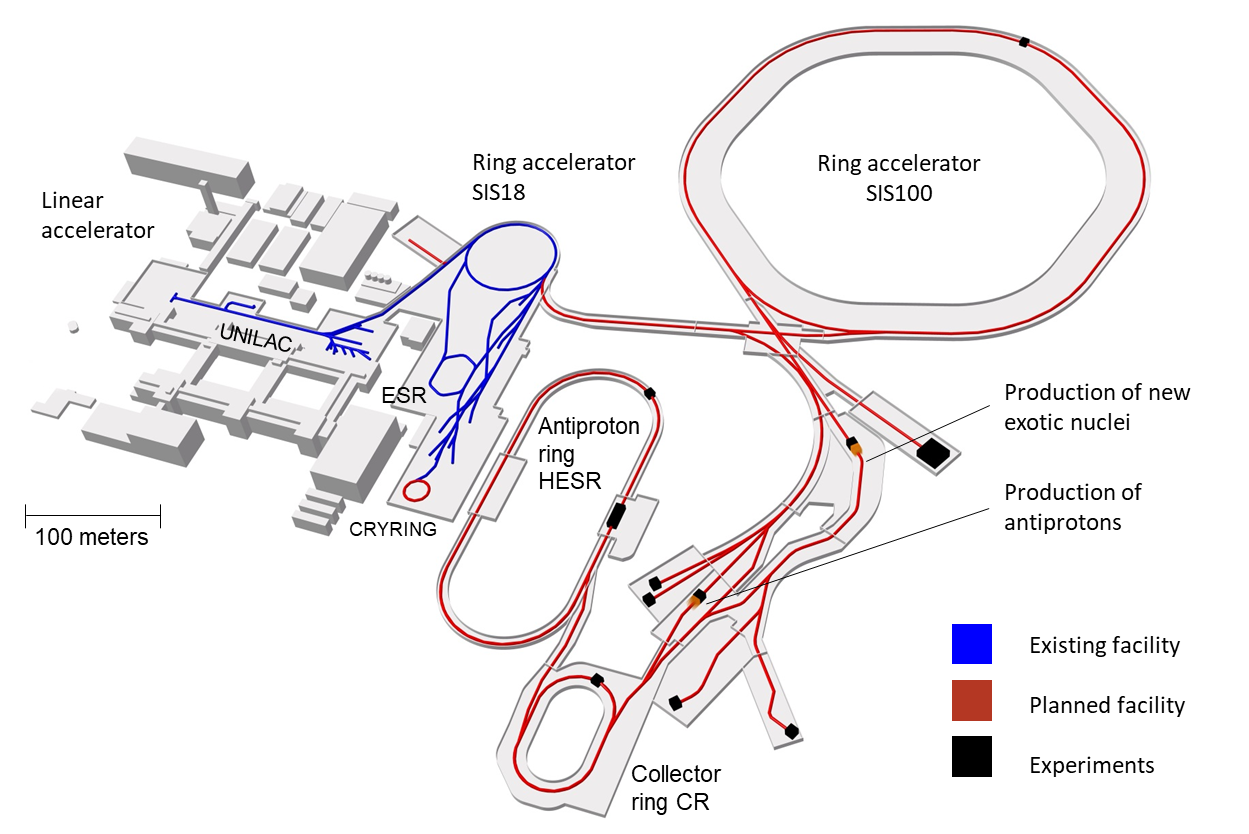 Ring accelerator
SIS18
Ring accelerator
SIS100
Linear
accelerator
UNILAC
ESR
Antiproton
ring
HESR
CRYRING
100 meters
Production of new
exotic nuclei
Production of
antiprotons
Collector
ring CR
Existing facility
Planned facility
Experiments